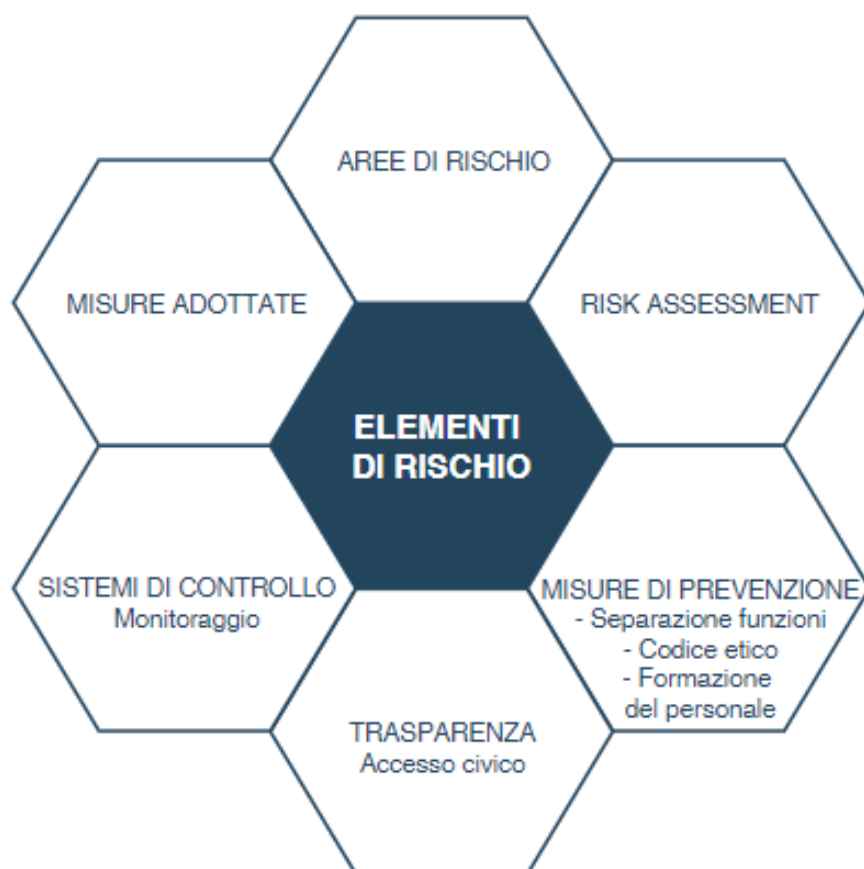 AREE DI RISCHIO
MISURE ADOTTATE
RISK ASSESSMENT
ELEMENTI
DI RISCHIO
SISTEMI DI CONTROLLO
Monitoraggio
MISURE DI PREVENZIONE
- Separazione funzioni
- Codice etico
- Formazione
del personale
TRASPARENZA
Accesso civico